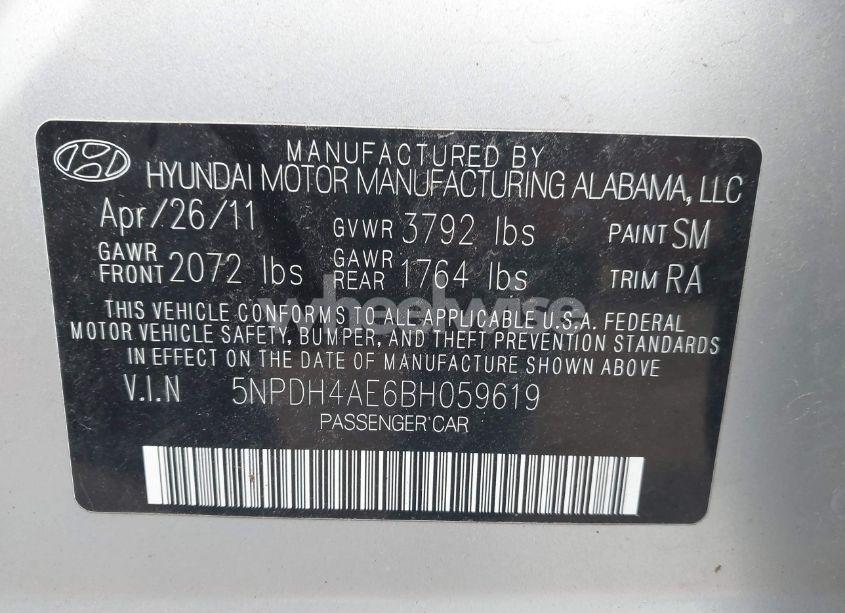 MANUFACTURED BY
HYUNDAI MOTOR MANUFACTURING ALABAMA, LLC
Apr/26/11 GVWR 3792 lbs PAINT SM
GAWR FRONT 2072 lbs GAWR REAR 1764 lbs TRIM RA
THIS VEHICLE CONFORMS TO ALL APPLICABLE U.S.A. FEDERAL
MOTOR VEHICLE SAFETY, BUMPER, AND THEFT PREVENTION STANDARDS
IN EFFECT ON THE DATE OF MANUFACTURE SHOWN ABOVE
V.I.N 5NPDH4AE6BH059619
PASSENGER CAR
wheelwise